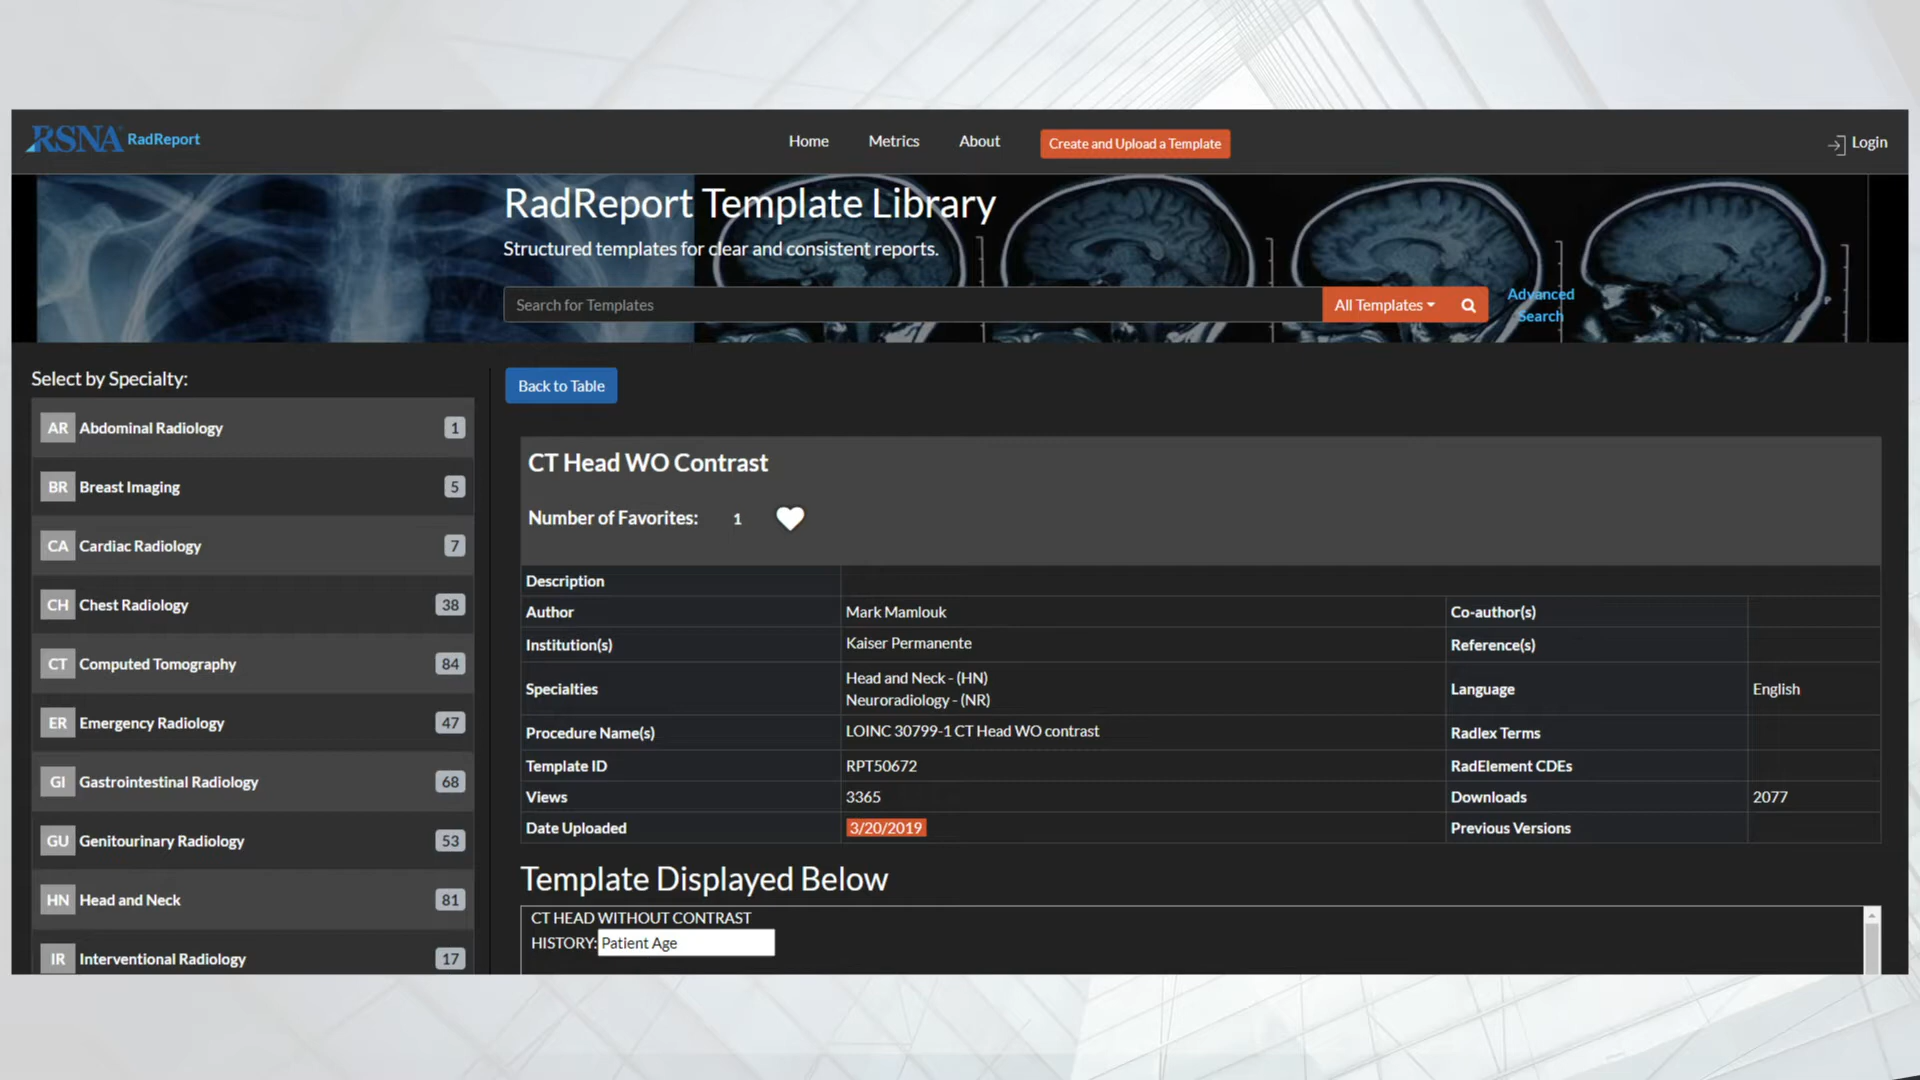 RSNA RadReport
Home Metrics About Create and Upload a Template Login
RadReport Template Library
Structured templates for clear and consistent reports.
Search for Templates All Templates
Advanced
Search
Select by Specialty:
AR Abdominal Radiology 1
BR Breast Imaging 5
CA Cardiac Radiology 7
CH Chest Radiology 38
CT Computed Tomography 84
ER Emergency Radiology 47
GI Gastrointestinal Radiology 68
GU Genitourinary Radiology 53
HN Head and Neck 81
IR Interventional Radiology 17
Back to Table
CT Head WO Contrast
Number of Favorites: 1
Description
Author Mark Mamlouk Co-author(s)
Institution(s) Kaiser Permanente Reference(s)
Specialties Head and Neck - (HN)
Neuroradiology - (NR) Language English
Procedure Name(s) LOINC 30799-1 CT Head WO contrast Radlex Terms
Template ID RPT50672 RadElement CDEs
Views 3365 Downloads 2077
Date Uploaded 3/20/2019 Previous Versions
Template Displayed Below
CT HEAD WITHOUT CONTRAST
HISTORY: Patient Age